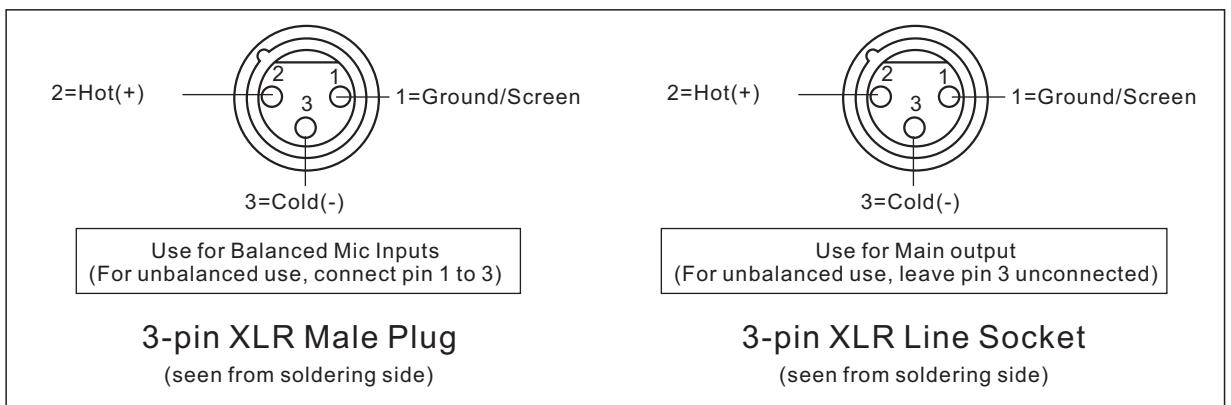 2 1
2=Hot(+)
3
1=Ground/Screen
3=Cold(-)
Use for Balanced Mic Inputs
(For unbalanced use, connect pin 1 to 3)
3-pin XLR Male Plug
(seen from soldering side)
2 1
2=Hot(+)
3
1=Ground/Screen
3=Cold(-)
Use for Main output
(For unbalanced use, leave pin 3 unconnected)
3-pin XLR Line Socket
(seen from soldering side)